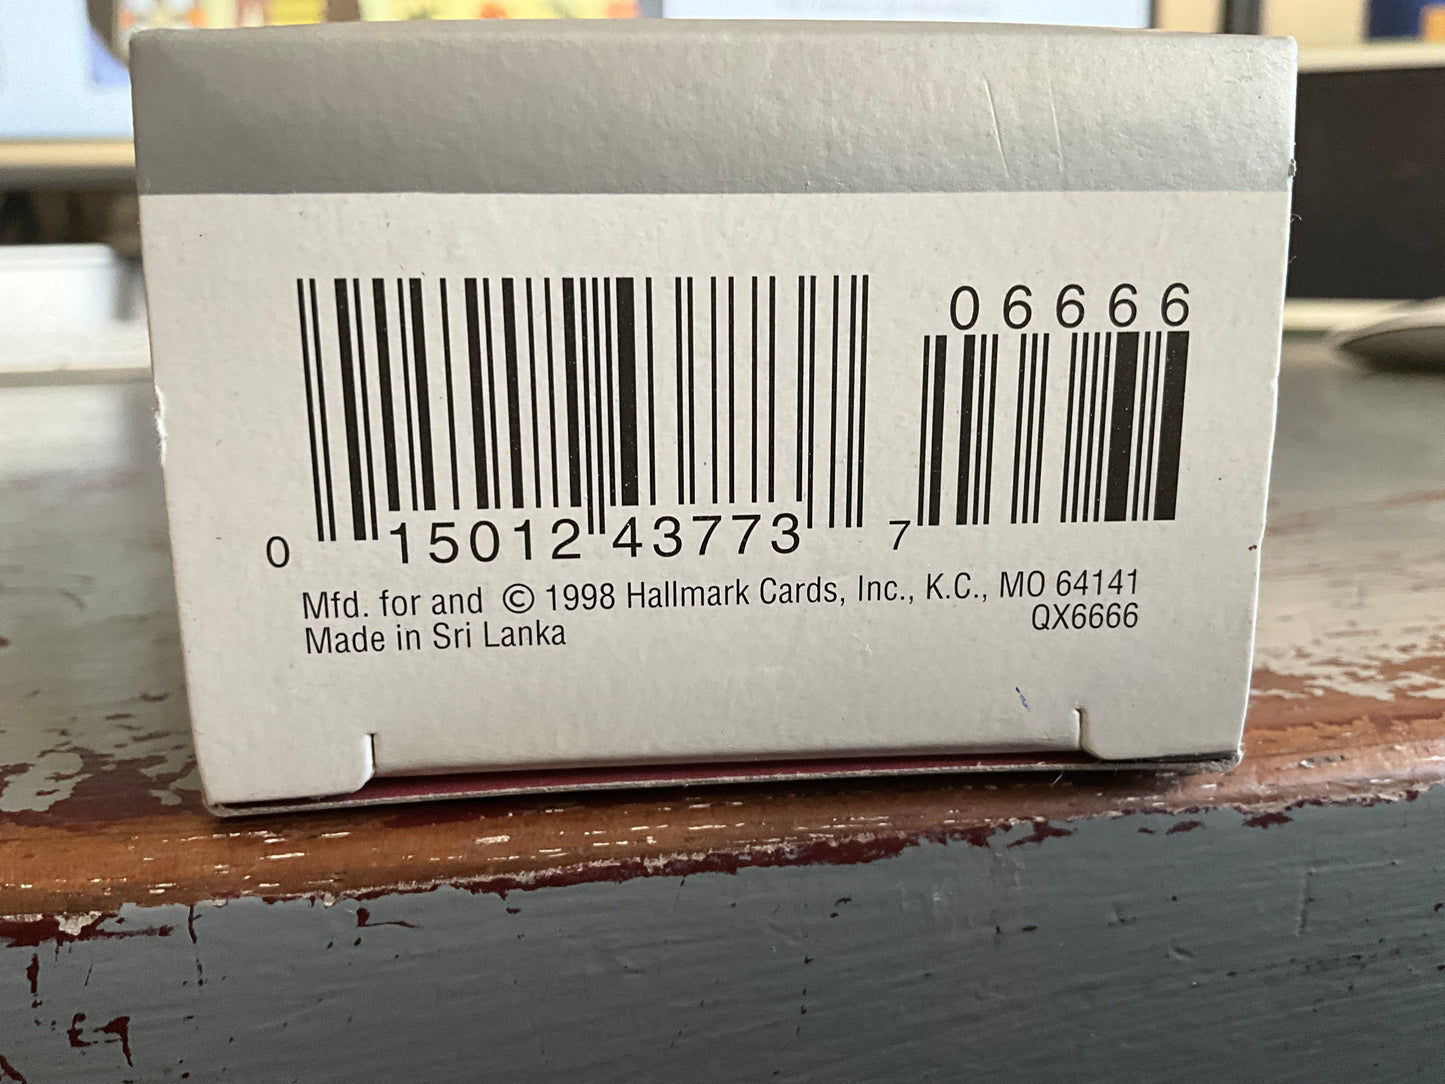 06666
0 15012 43773 7
Mfd. for and © 1998 Hallmark Cards, Inc., K.C., MO 64141
Made in Sri Lanka
QX6666